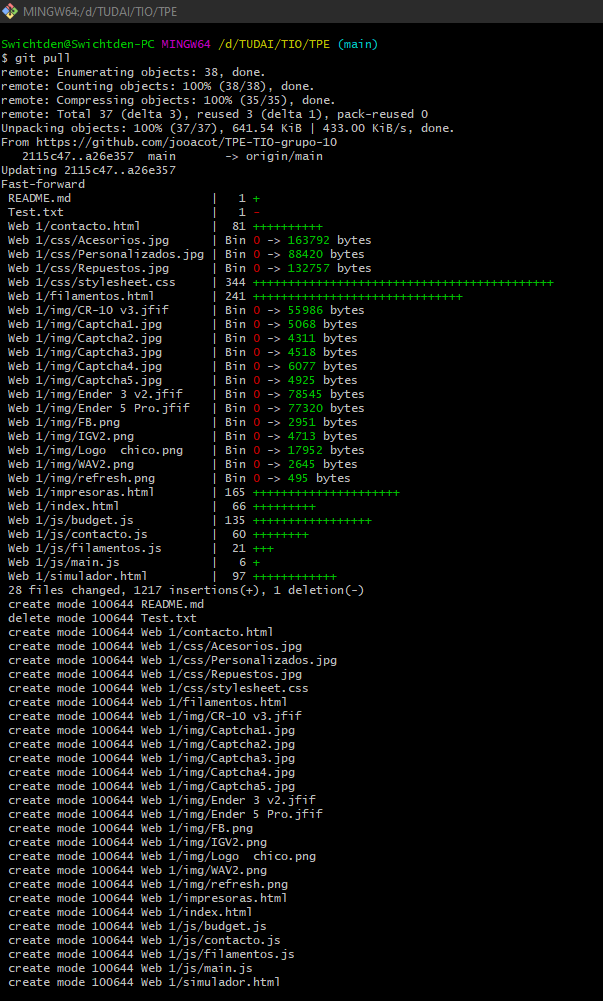 MINGW64:/d/TUDAI/TIO/TPE
Swichtden@Swichtden-PC MINGW64 /d/TUDAI/TIO/TPE (main)
$ git pull
remote: Enumerating objects: 38, done.
remote: Counting objects: 100% (38/38), done.
remote: Compressing objects: 100% (35/35), done.
remote: Total 37 (delta 3), reused 3 (delta 1), pack-reused 0
Unpacking objects: 100% (37/37), 641.54 KiB | 433.00 KiB/s, done.
From https://github.com/jooacot/TPE-TIO-grupo-10
   2115c47..a26e357  main       -> origin/main
Updating 2115c47..a26e357
Fast-forward
 README.md                    |   1 +
 Test.txt                     |   1 -
 Web 1/contacto.html          |  81 ++++++++++
 Web 1/css/Acesorios.jpg      | Bin 0 -> 163792 bytes
 Web 1/css/Personalizados.jpg | Bin 0 -> 88420 bytes
 Web 1/css/Repuestos.jpg      | Bin 0 -> 132757 bytes
 Web 1/css/stylesheet.css     | 344 +++++++++++++++++++++++++++++++++++++++++++
 Web 1/filamentos.html        | 241 ++++++++++++++++++++++++++++++
 Web 1/img/CR-10 v3.jfif      | Bin 0 -> 55986 bytes
 Web 1/img/Captcha1.jpg       | Bin 0 -> 5068 bytes
 Web 1/img/Captcha2.jpg       | Bin 0 -> 4311 bytes
 Web 1/img/Captcha3.jpg       | Bin 0 -> 4518 bytes
 Web 1/img/Captcha4.jpg       | Bin 0 -> 6077 bytes
 Web 1/img/Captcha5.jpg       | Bin 0 -> 4925 bytes
 Web 1/img/Ender 3 v2.jfif    | Bin 0 -> 78545 bytes
 Web 1/img/Ender 5 Pro.jfif   | Bin 0 -> 77320 bytes
 Web 1/img/FB.png             | Bin 0 -> 2951 bytes
 Web 1/img/IGV2.png           | Bin 0 -> 4713 bytes
 Web 1/img/Logo  chico.png    | Bin 0 -> 17952 bytes
 Web 1/img/WAV2.png           | Bin 0 -> 2645 bytes
 Web 1/img/refresh.png        | Bin 0 -> 495 bytes
 Web 1/impresoras.html        | 165 +++++++++++++++++++++
 Web 1/index.html             |  66 +++++++++
 Web 1/js/budget.js           | 135 +++++++++++++++++
 Web 1/js/contacto.js         |  60 ++++++++
 Web 1/js/filamentos.js       |  21 +++
 Web 1/js/main.js             |   6 +
 Web 1/simulador.html         |  97 ++++++++++++
 28 files changed, 1217 insertions(+), 1 deletion(-)
 create mode 100644 README.md
 delete mode 100644 Test.txt
 create mode 100644 Web 1/contacto.html
 create mode 100644 Web 1/css/Acesorios.jpg
 create mode 100644 Web 1/css/Personalizados.jpg
 create mode 100644 Web 1/css/Repuestos.jpg
 create mode 100644 Web 1/css/stylesheet.css
 create mode 100644 Web 1/filamentos.html
 create mode 100644 Web 1/img/CR-10 v3.jfif
 create mode 100644 Web 1/img/Captcha1.jpg
 create mode 100644 Web 1/img/Captcha2.jpg
 create mode 100644 Web 1/img/Captcha3.jpg
 create mode 100644 Web 1/img/Captcha4.jpg
 create mode 100644 Web 1/img/Captcha5.jpg
 create mode 100644 Web 1/img/Ender 3 v2.jfif
 create mode 100644 Web 1/img/Ender 5 Pro.jfif
 create mode 100644 Web 1/img/FB.png
 create mode 100644 Web 1/img/IGV2.png
 create mode 100644 Web 1/img/Logo  chico.png
 create mode 100644 Web 1/img/WAV2.png
 create mode 100644 Web 1/img/refresh.png
 create mode 100644 Web 1/impresoras.html
 create mode 100644 Web 1/index.html
 create mode 100644 Web 1/js/budget.js
 create mode 100644 Web 1/js/contacto.js
 create mode 100644 Web 1/js/filamentos.js
 create mode 100644 Web 1/js/main.js
 create mode 100644 Web 1/simulador.html